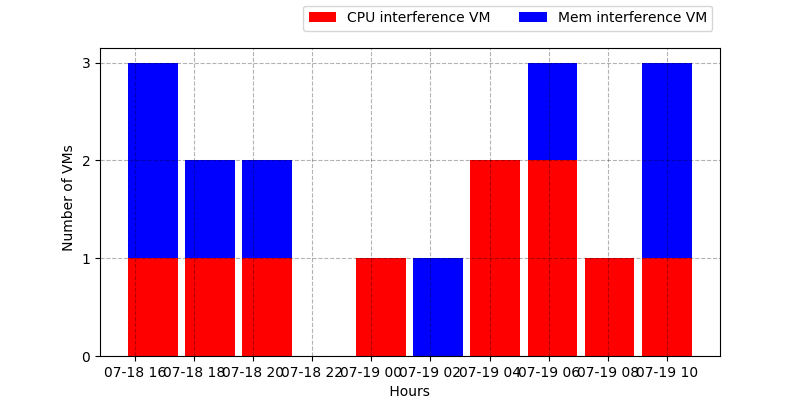 CPU interference VM Mem interference VM
3
2
1
0
Number of VMs
07-18 16 07-18 18 07-18 20 07-18 22 07-19 00 07-19 02 07-19 04 07-19 06 07-19 08 07-19 10
Hours